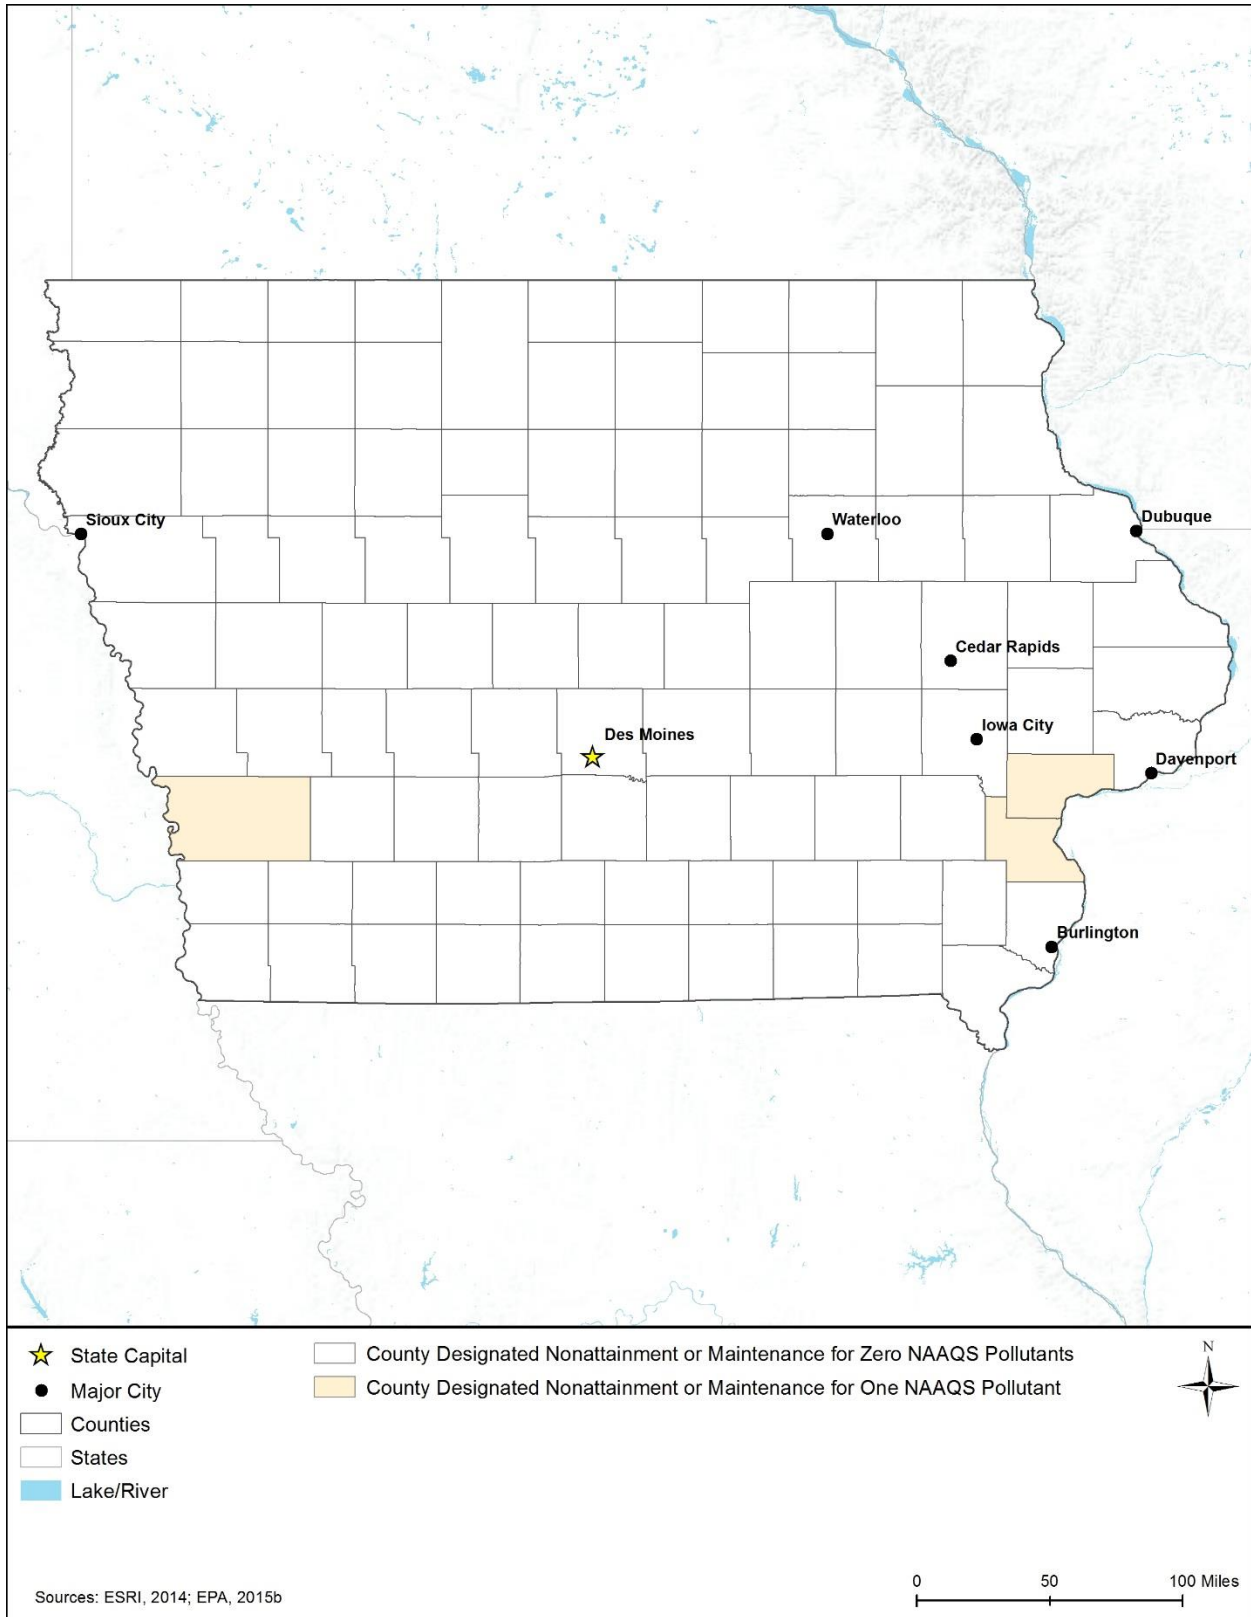 Sioux City
Waterloo
Dubuque
Cedar Rapids
Iowa City
Des Moines
Davenport
Burlington
State Capital
Major City
Counties
States
Lake/River
County Designated Nonattainment or Maintenance for Zero NAAQS Pollutants
County Designated Nonattainment or Maintenance for One NAAQS Pollutant
N
Sources: ESRI, 2014; EPA, 2015b
0 50 100 Miles